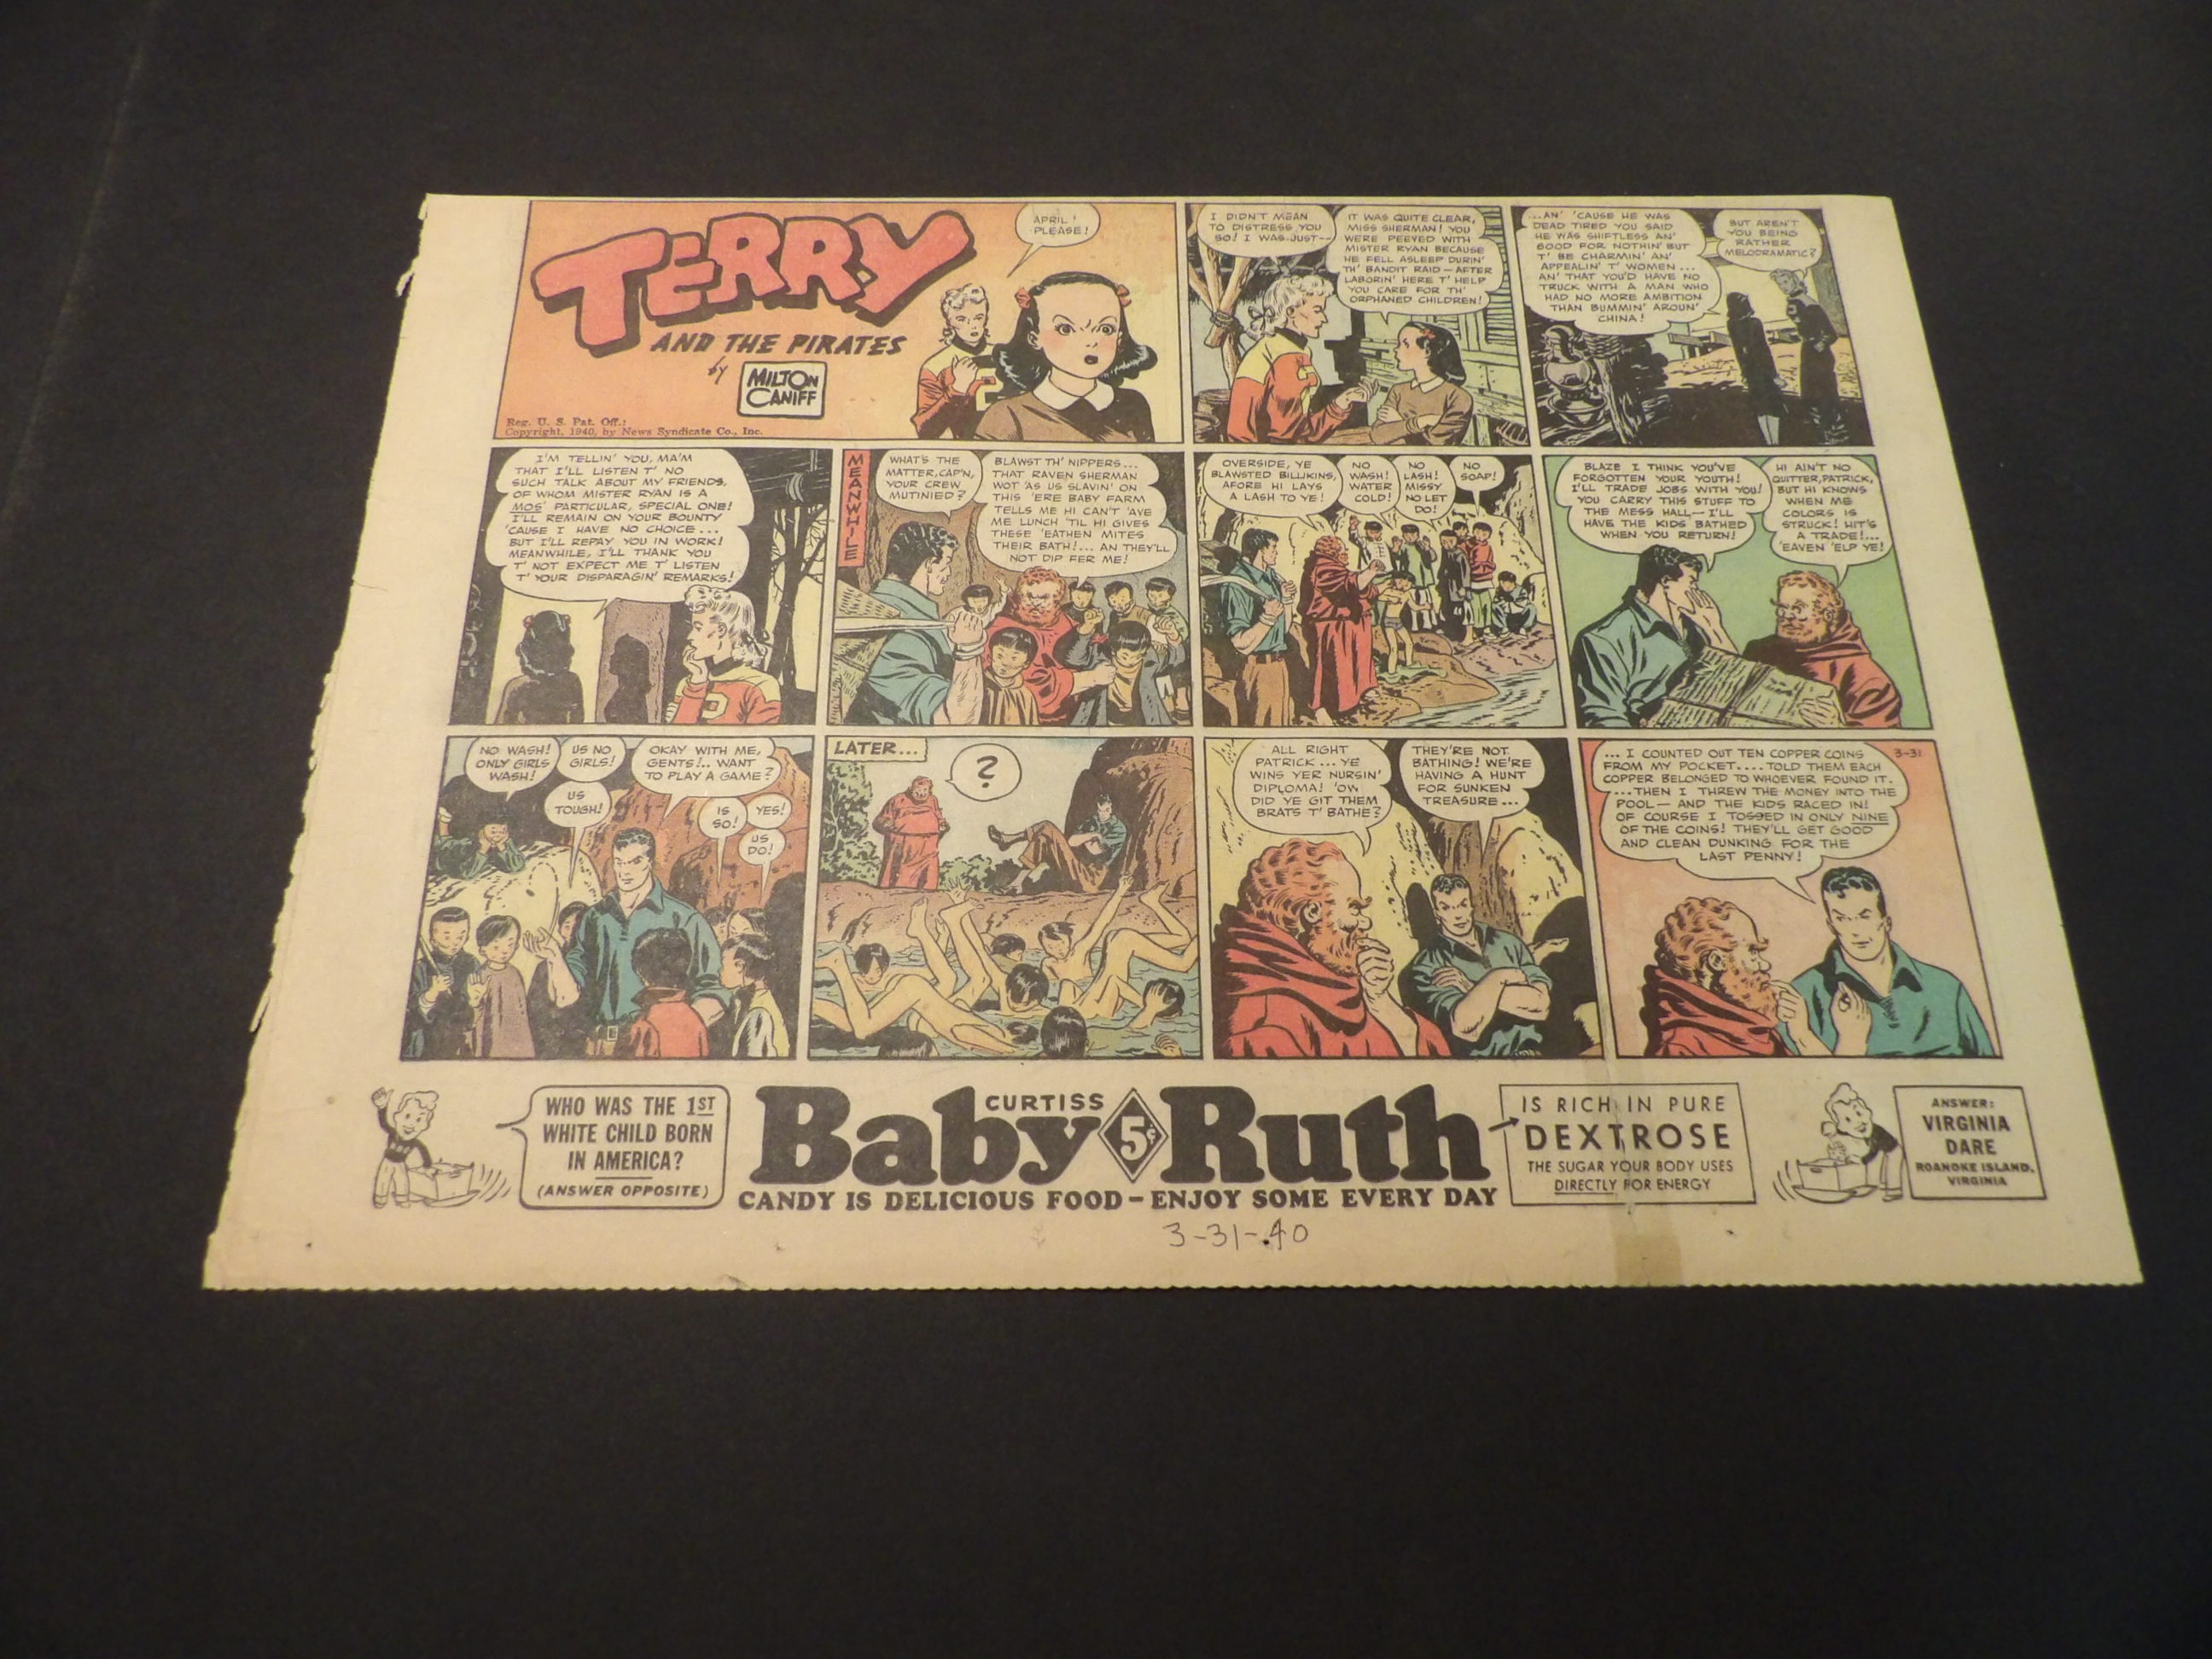 TERRY
AND THE PIRATES
by
MILTON
CANIFF
Reg. U. S. Pat. Off.:
Copyright, 1940, by News Syndicate Co., Inc.
APRIL!
PLEASE!
I DIDN'T MEAN
TO DISTRESS YOU
SO! I WAS JUST--
IT WAS QUITE CLEAR,
MISS SHERMAN! YOU
WERE PEEVED WITH
MISTER RYAN BECAUSE
HE FELL ASLEEP DURIN'
TH' BANDIT RAID — AFTER
LABORIN' HERE T' HELP
YOU CARE FOR TH'
ORPHANED CHILDREN!
...AN' 'CAUSE HE WAS
DEAD TIRED YOU SAID
HE WAS SHIFTLESS AN'
GOOD FOR NOTHIN' BUT
T' BE CHARMIN' AN'
APPEALIN' T' WOMEN...
AN' THAT YOU'D HAVE NO
TRUCK WITH A MAN WHO
HAD NO MORE AMBITION
THAN BUMMIN' AROUN'
CHINA!
BUT AREN'T
YOU BEING
RATHER
MELODRAMATIC?
I'M TELLIN' YOU, MA'M
THAT I'LL LISTEN T' NO
SUCH TALK ABOUT MY FRIENDS,
OF WHOM MISTER RYAN IS A
MOS' PARTICULAR, SPECIAL ONE!
I'LL REMAIN ON YOUR BOUNTY
'CAUSE I HAVE NO CHOICE...
BUT I'LL REPAY YOU IN WORK!
MEANWHILE, I'LL THANK YOU
T' NOT EXPECT ME T' LISTEN
T' YOUR DISPARAGIN' REMARKS!
MEANWHILE
WHAT'S THE
MATTER, CAP'N,
YOUR CREW
MUTINIED?
BLAWST TH' NIPPERS...
THAT RAVEN SHERMAN
WOT 'AS US SLAVIN' ON
THIS 'ERE BABY FARM
TELLS ME HI CAN'T 'AVE
ME LUNCH 'TIL HI GIVES
THESE 'EATHEN MITES
THEIR BATH!... AN THEY'LL
NOT DIP FER ME!
OVERSIDE, YE
BLAWSTED BILLIKINS,
AFORE HI LAYS
A LASH TO YE!
NO
WASH!
WATER
COLD!
NO
LASH!
MISSY
NO LET
DO!
NO
SOAP!
BLAZE I THINK YOU'VE
FORGOTTEN YOUR YOUTH!
I'LL TRADE JOBS WITH YOU!
YOU CARRY THIS STUFF TO
THE MESS HALL — I'LL
HAVE THE KIDS BATHED
WHEN YOU RETURN!
HI AIN'T NO
QUITTER, PATRICK,
BUT HI KNOWS
WHEN ME
COLORS IS
STRUCK! HIT'S
A TRADE!...
'EAVEN 'ELP YE!
NO WASH!
ONLY GIRLS
WASH!
US NO
GIRLS!
US
TOUGH!
OKAY WITH ME,
GENTS!.. WANT
TO PLAY A GAME?
IS
SO!
YES!
US
DO!
LATER...
?
ALL RIGHT
PATRICK... YE
WINS YER NURSIN'
DIPLOMA! 'OW
DID YE GIT THEM
BRATS T' BATHE?
THEY'RE NOT
BATHING! WE'RE
HAVING A HUNT
FOR SUNKEN
TREASURE...
...I COUNTED OUT TEN COPPER COINS
FROM MY POCKET....TOLD THEM EACH
COPPER BELONGED TO WHOEVER FOUND IT.
...THEN I THREW THE MONEY INTO THE
POOL — AND THE KIDS RACED IN!
OF COURSE I TOSSED IN ONLY NINE
OF THE COINS! THEY'LL GET GOOD
AND CLEAN DUNKING FOR THE
LAST PENNY!
3-31
WHO WAS THE 1ST
WHITE CHILD BORN
IN AMERICA?
(ANSWER OPPOSITE)
CURTISS
Baby 5¢ Ruth
CANDY IS DELICIOUS FOOD – ENJOY SOME EVERY DAY
IS RICH IN PURE
DEXTROSE
THE SUGAR YOUR BODY USES
DIRECTLY FOR ENERGY
ANSWER:
VIRGINIA
DARE
ROANOKE ISLAND,
VIRGINIA
3-31-40